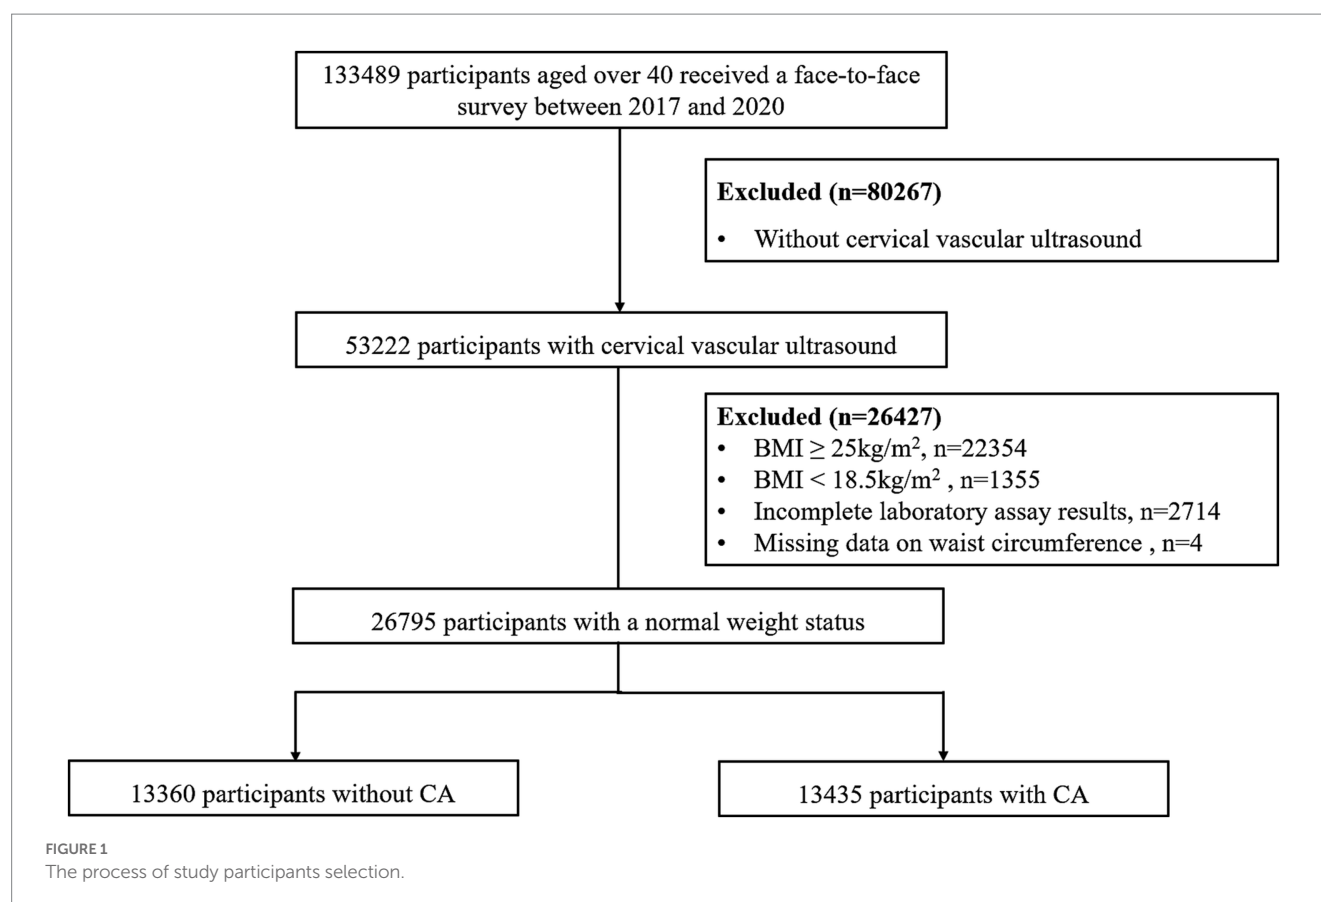 133489 participants aged over 40 received a face-to-face
survey between 2017 and 2020
Excluded (n=80267)
• Without cervical vascular ultrasound
53222 participants with cervical vascular ultrasound
Excluded (n=26427)
• BMI ≥ 25kg/m², n=22354
• BMI < 18.5kg/m² , n=1355
• Incomplete laboratory assay results, n=2714
• Missing data on waist circumference , n=4
26795 participants with a normal weight status
13360 participants without CA
13435 participants with CA
FIGURE 1
The process of study participants selection.